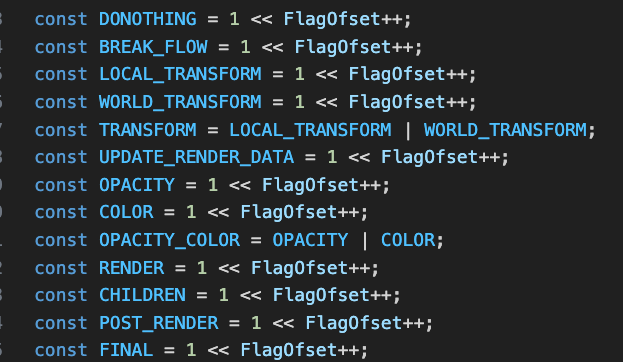 const DONOTHING = 1 << FlagOfset++;
const BREAK_FLOW = 1 << FlagOfset++;
const LOCAL_TRANSFORM = 1 << FlagOfset++;
const WORLD_TRANSFORM = 1 << FlagOfset++;
const TRANSFORM = LOCAL_TRANSFORM | WORLD_TRANSFORM;
const UPDATE_RENDER_DATA = 1 << FlagOfset++;
const OPACITY = 1 << FlagOfset++;
const COLOR = 1 << FlagOfset++;
const OPACITY_COLOR = OPACITY | COLOR;
const RENDER = 1 << FlagOfset++;
const CHILDREN = 1 << FlagOfset++;
const POST_RENDER = 1 << FlagOfset++;
const FINAL = 1 << FlagOfset++;